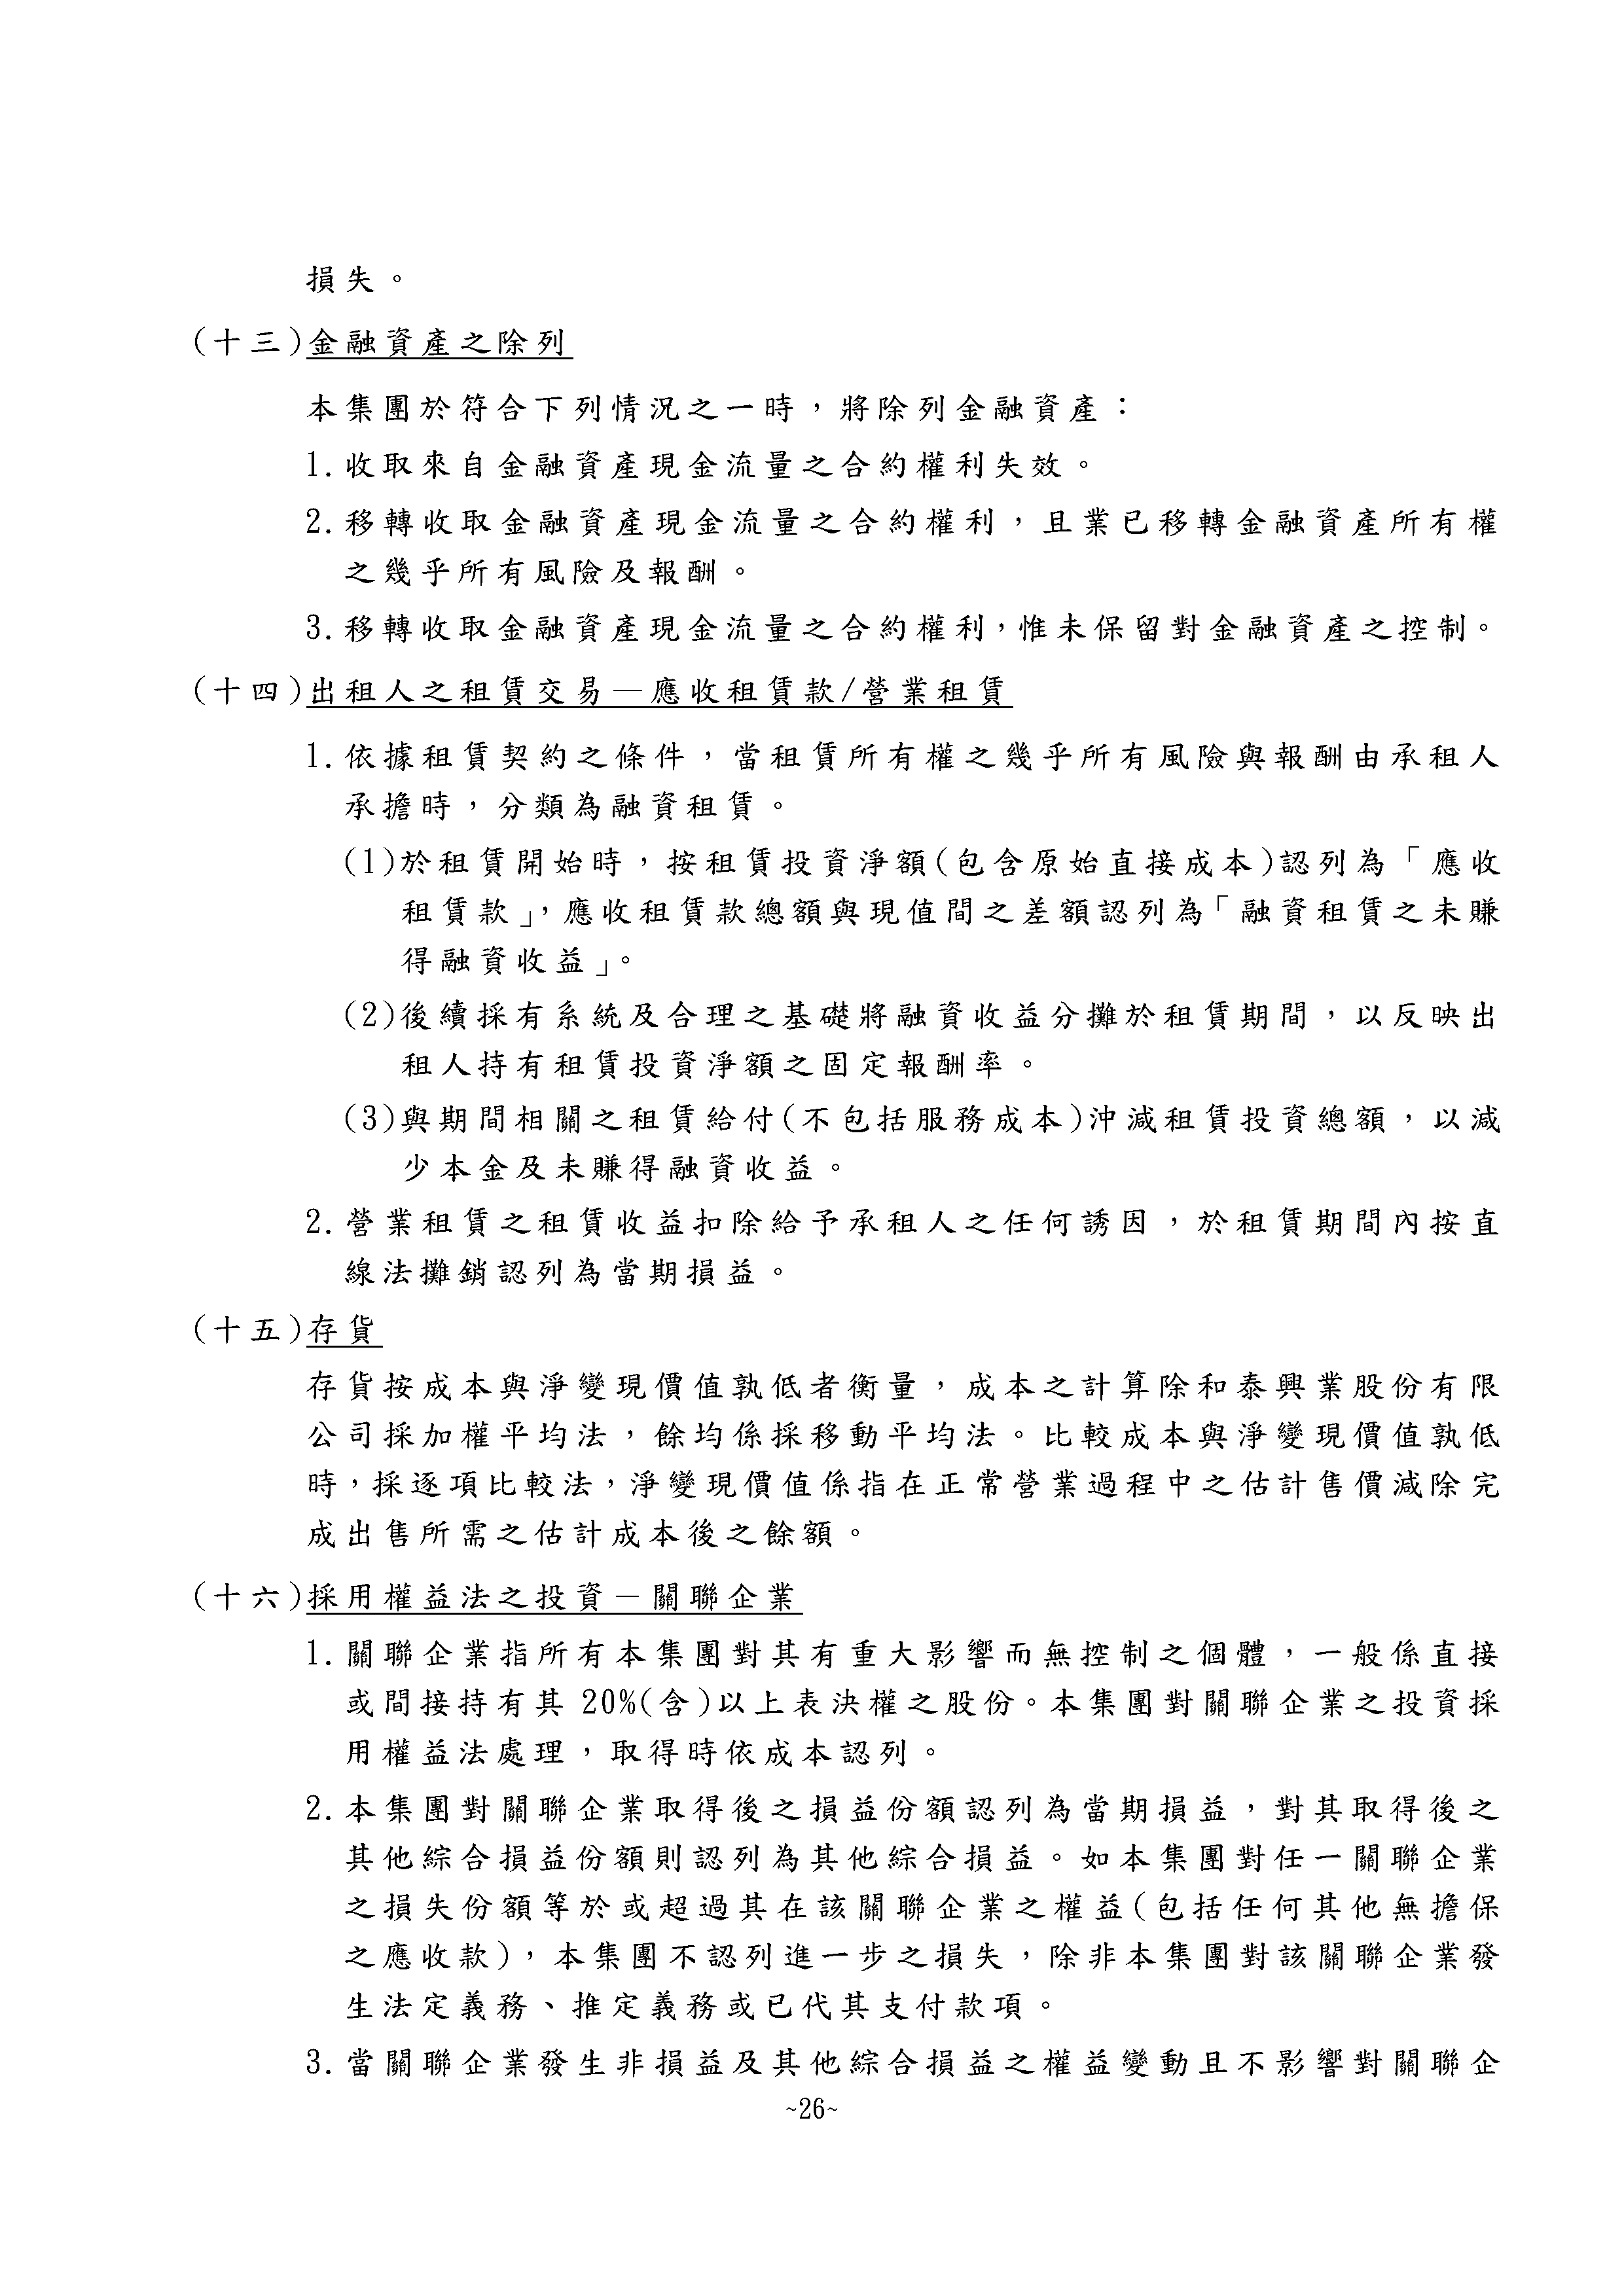 損失。
(十三)金融資產之除列
本集團於符合下列情況之一時，將除列金融資產：
1.收取來自金融資產現金流量之合約權利失效。
2.移轉收取金融資產現金流量之合約權利，且業已移轉金融資產所有權
之幾乎所有風險及報酬。
3.移轉收取金融資產現金流量之合約權利，惟未保留對金融資產之控制。
(十四)出租人之租賃交易—應收租賃款/營業租賃
1.依據租賃契約之條件，當租賃所有權之幾乎所有風險與報酬由承租人
承擔時，分類為融資租賃。
(1)於租賃開始時，按租賃投資淨額(包含原始直接成本)認列為「應收
租賃款」，應收租賃款總額與現值間之差額認列為「融資租賃之未賺
得融資收益」。
(2)後續採有系統及合理之基礎將融資收益分攤於租賃期間，以反映出
租人持有租賃投資淨額之固定報酬率。
(3)與期間相關之租賃給付(不包括服務成本)沖減租賃投資總額，以減
少本金及未賺得融資收益。
2.營業租賃之租賃收益扣除給予承租人之任何誘因，於租賃期間內按直
線法攤銷認列為當期損益。
(十五)存貨
存貨按成本與淨變現價值孰低者衡量，成本之計算除和泰興業股份有限
公司採加權平均法，餘均係採移動平均法。比較成本與淨變現價值孰低
時，採逐項比較法，淨變現價值係指在正常營業過程中之估計售價減除完
成出售所需之估計成本後之餘額。
(十六)採用權益法之投資－關聯企業
1.關聯企業指所有本集團對其有重大影響而無控制之個體，一般係直接
或間接持有其 20%(含)以上表決權之股份。本集團對關聯企業之投資採
用權益法處理，取得時依成本認列。
2.本集團對關聯企業取得後之損益份額認列為當期損益，對其取得後之
其他綜合損益份額則認列為其他綜合損益。如本集團對任一關聯企業
之損失份額等於或超過其在該關聯企業之權益(包括任何其他無擔保
之應收款)，本集團不認列進一步之損失，除非本集團對該關聯企業發
生法定義務、推定義務或已代其支付款項。
3.當關聯企業發生非損益及其他綜合損益之權益變動且不影響對關聯企
~26~